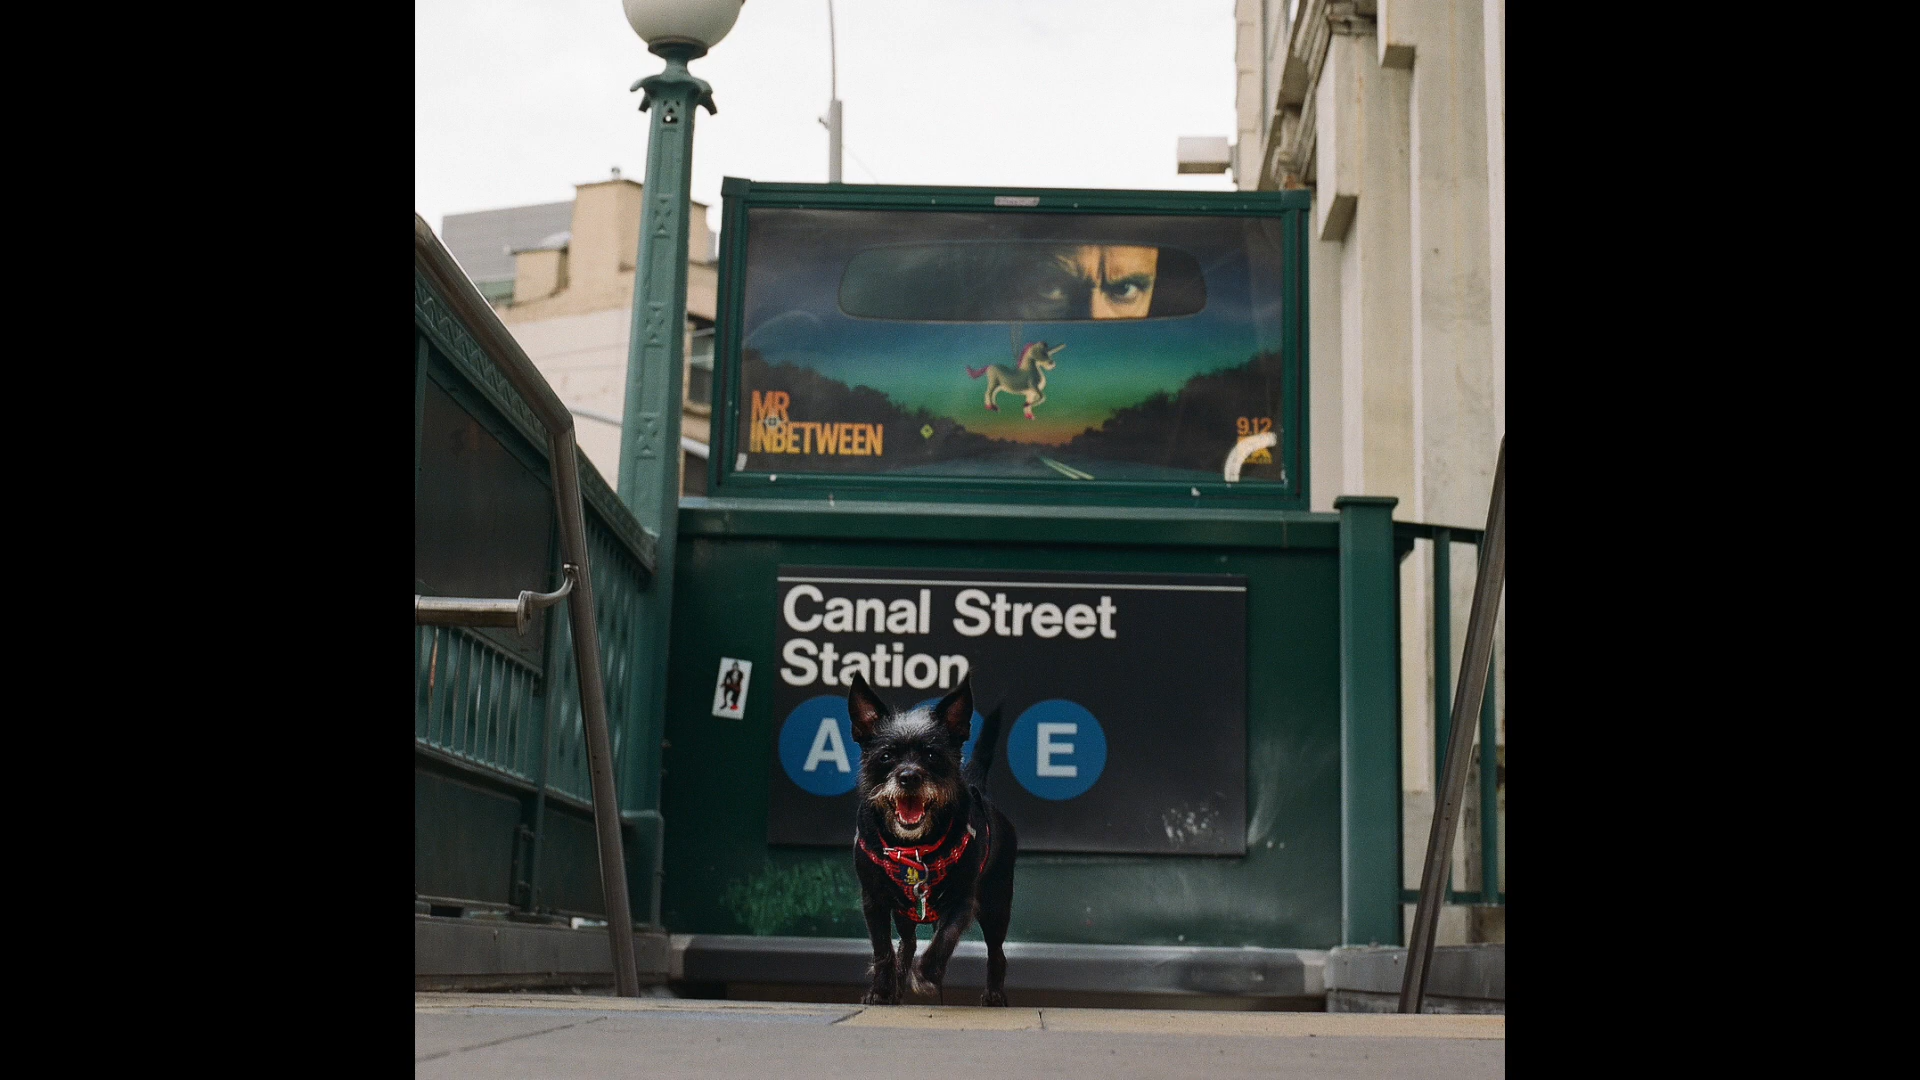 MR
INBETWEEN
9.12
Canal Street
Station
A E